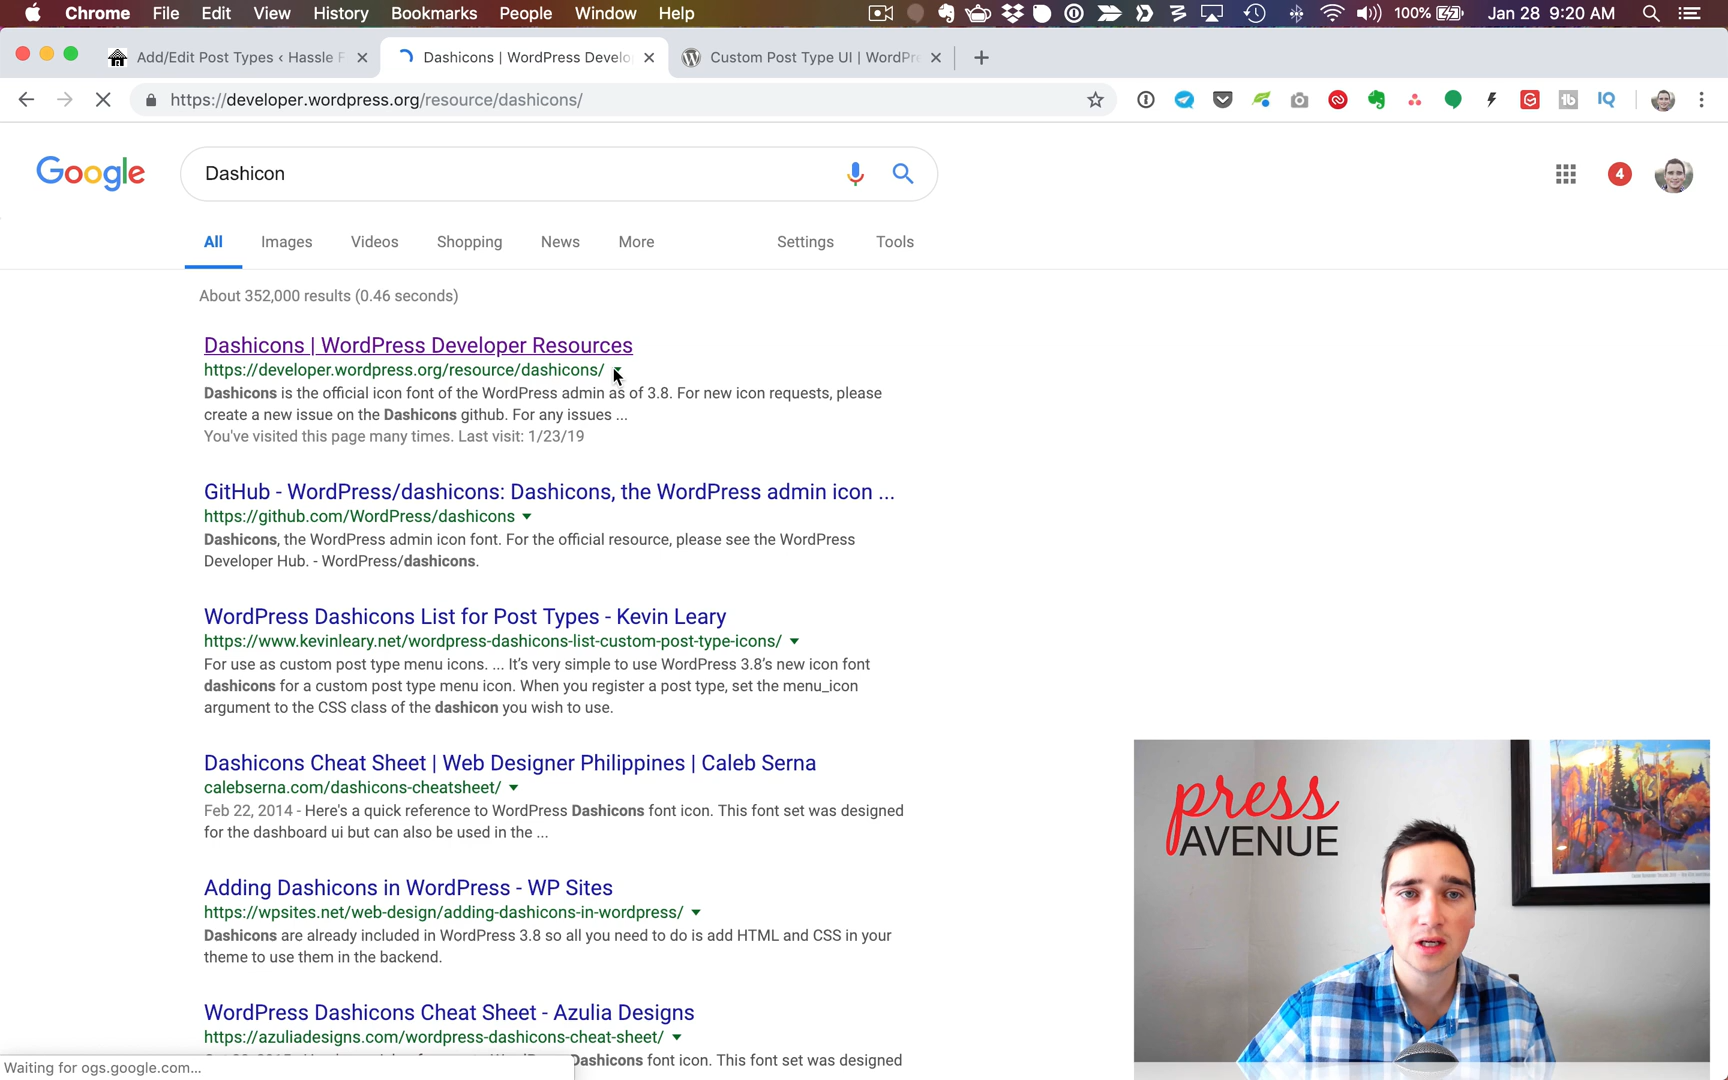 Chrome File Edit View History Bookmarks People Window Help 100% Jan 28 9:20 AM
Add/Edit Post Types ‹ Hassle F Dashicons | WordPress Develo Custom Post Type UI | WordPre
https://developer.wordpress.org/resource/dashicons/
Google Dashicon 4
All Images Videos Shopping News More Settings Tools
About 352,000 results (0.46 seconds)
Dashicons | WordPress Developer Resources
https://developer.wordpress.org/resource/dashicons/
Dashicons is the official icon font of the WordPress admin as of 3.8. For new icon requests, please
create a new issue on the Dashicons github. For any issues ...
You've visited this page many times. Last visit: 1/23/19
GitHub - WordPress/dashicons: Dashicons, the WordPress admin icon ...
https://github.com/WordPress/dashicons
Dashicons, the WordPress admin icon font. For the official resource, please see the WordPress
Developer Hub. - WordPress/dashicons.
WordPress Dashicons List for Post Types - Kevin Leary
https://www.kevinleary.net/wordpress-dashicons-list-custom-post-type-icons/
For use as custom post type menu icons. ... It's very simple to use WordPress 3.8's new icon font
dashicons for a custom post type menu icon. When you register a post type, set the menu_icon
argument to the CSS class of the dashicon you wish to use.
Dashicons Cheat Sheet | Web Designer Philippines | Caleb Serna
calebserna.com/dashicons-cheatsheet/
Feb 22, 2014 - Here's a quick reference to WordPress Dashicons font icon. This font set was designed
for the dashboard ui but can also be used in the ...
Adding Dashicons in WordPress - WP Sites
https://wpsites.net/web-design/adding-dashicons-in-wordpress/
Dashicons are already included in WordPress 3.8 so all you need to do is add HTML and CSS in your
theme to use them in the backend.
WordPress Dashicons Cheat Sheet - Azulia Designs
https://azuliadesigns.com/wordpress-dashicons-cheat-sheet/
Dashicons font icon. This font set was designed
Waiting for ogs.google.com...
press
AVENUE